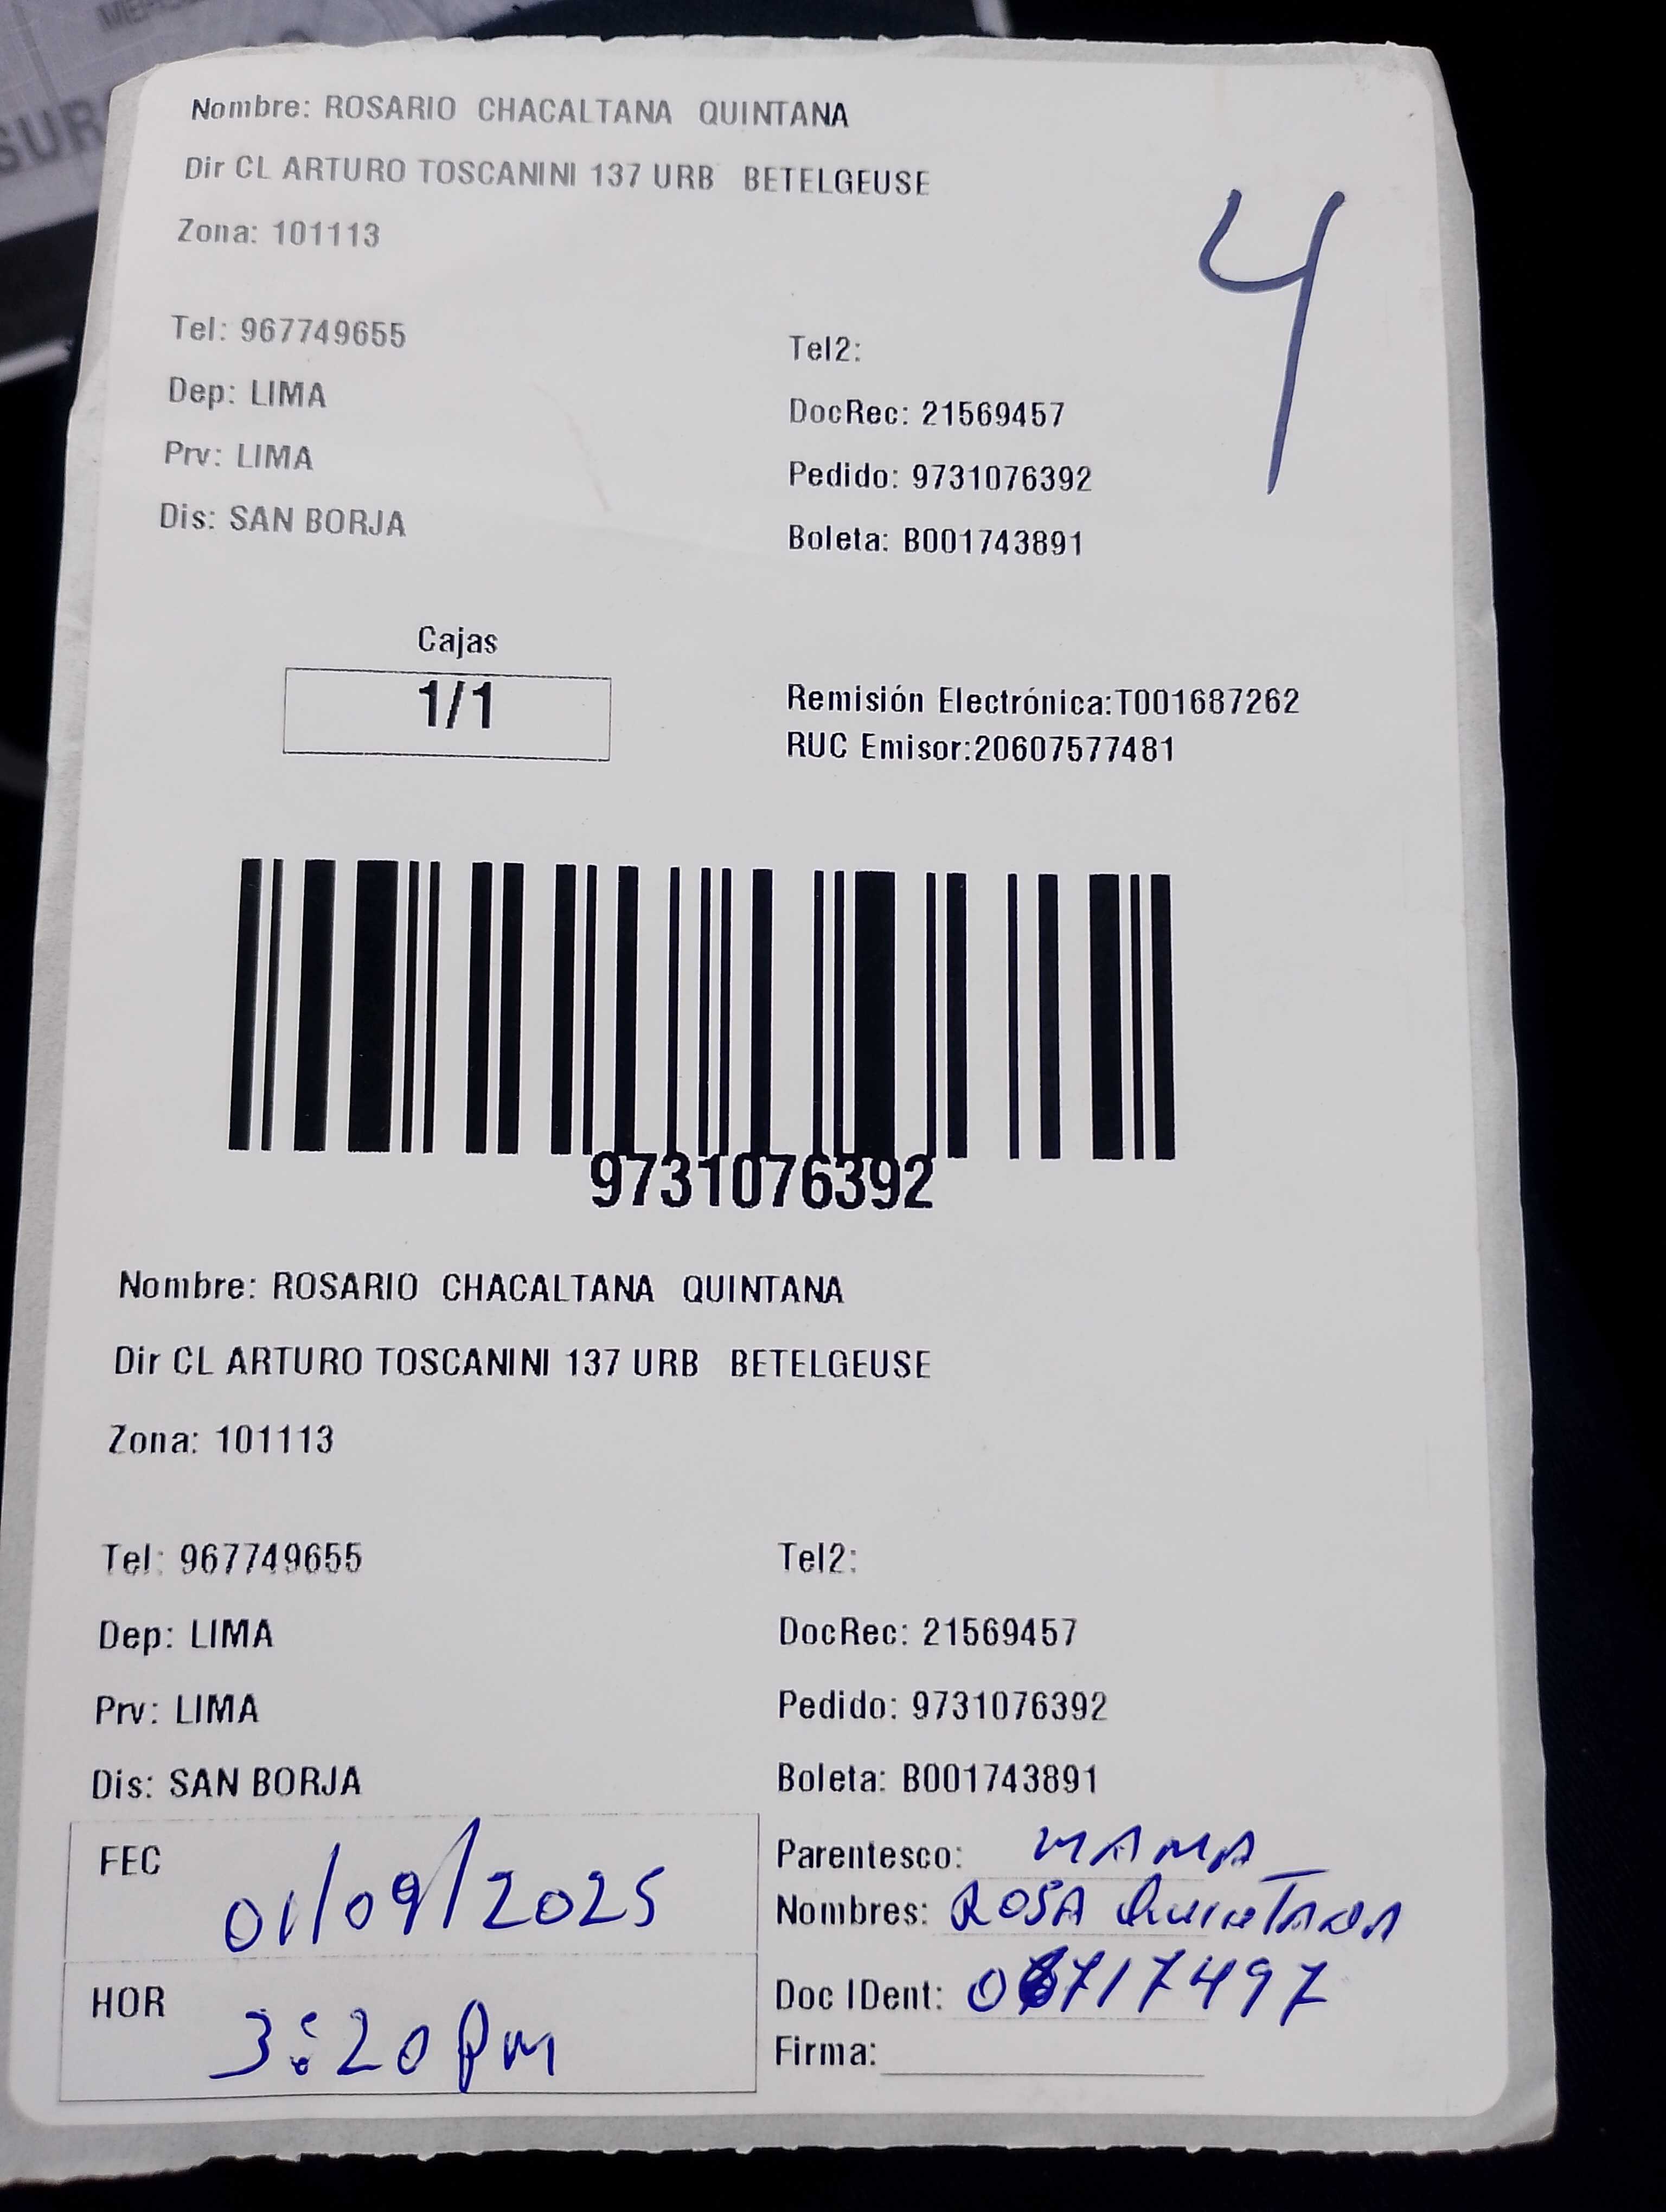 SUR
Nombre: ROSARIO CHACALTANA QUINTANA
Dir CL ARTURO TOSCANINI 137 URB BETELGEUSE
Zona: 101113
4
Tel: 967749655
Tel2:
Dep: LIMA
DocRec: 21569457
Prv: LIMA
Pedido: 9731076392
Dis: SAN BORJA
Boleta: B001743891
Cajas
1/1
Remisión Electrónica:T001687262
RUC Emisor:20607577481
9731076392
Nombre: ROSARIO CHACALTANA QUINTANA
Dir CL ARTURO TOSCANINI 137 URB BETELGEUSE
Zona: 101113
Tel: 967749655
Tel2:
Dep: LIMA
DocRec: 21569457
Prv: LIMA
Pedido: 9731076392
Dis: SAN BORJA
Boleta: B001743891
FEC 01/09/2025
Parentesco: MAMA
Nombres: ROSA QuinTANA
HOR 3:20 Pm
Doc IDent:
Firma: